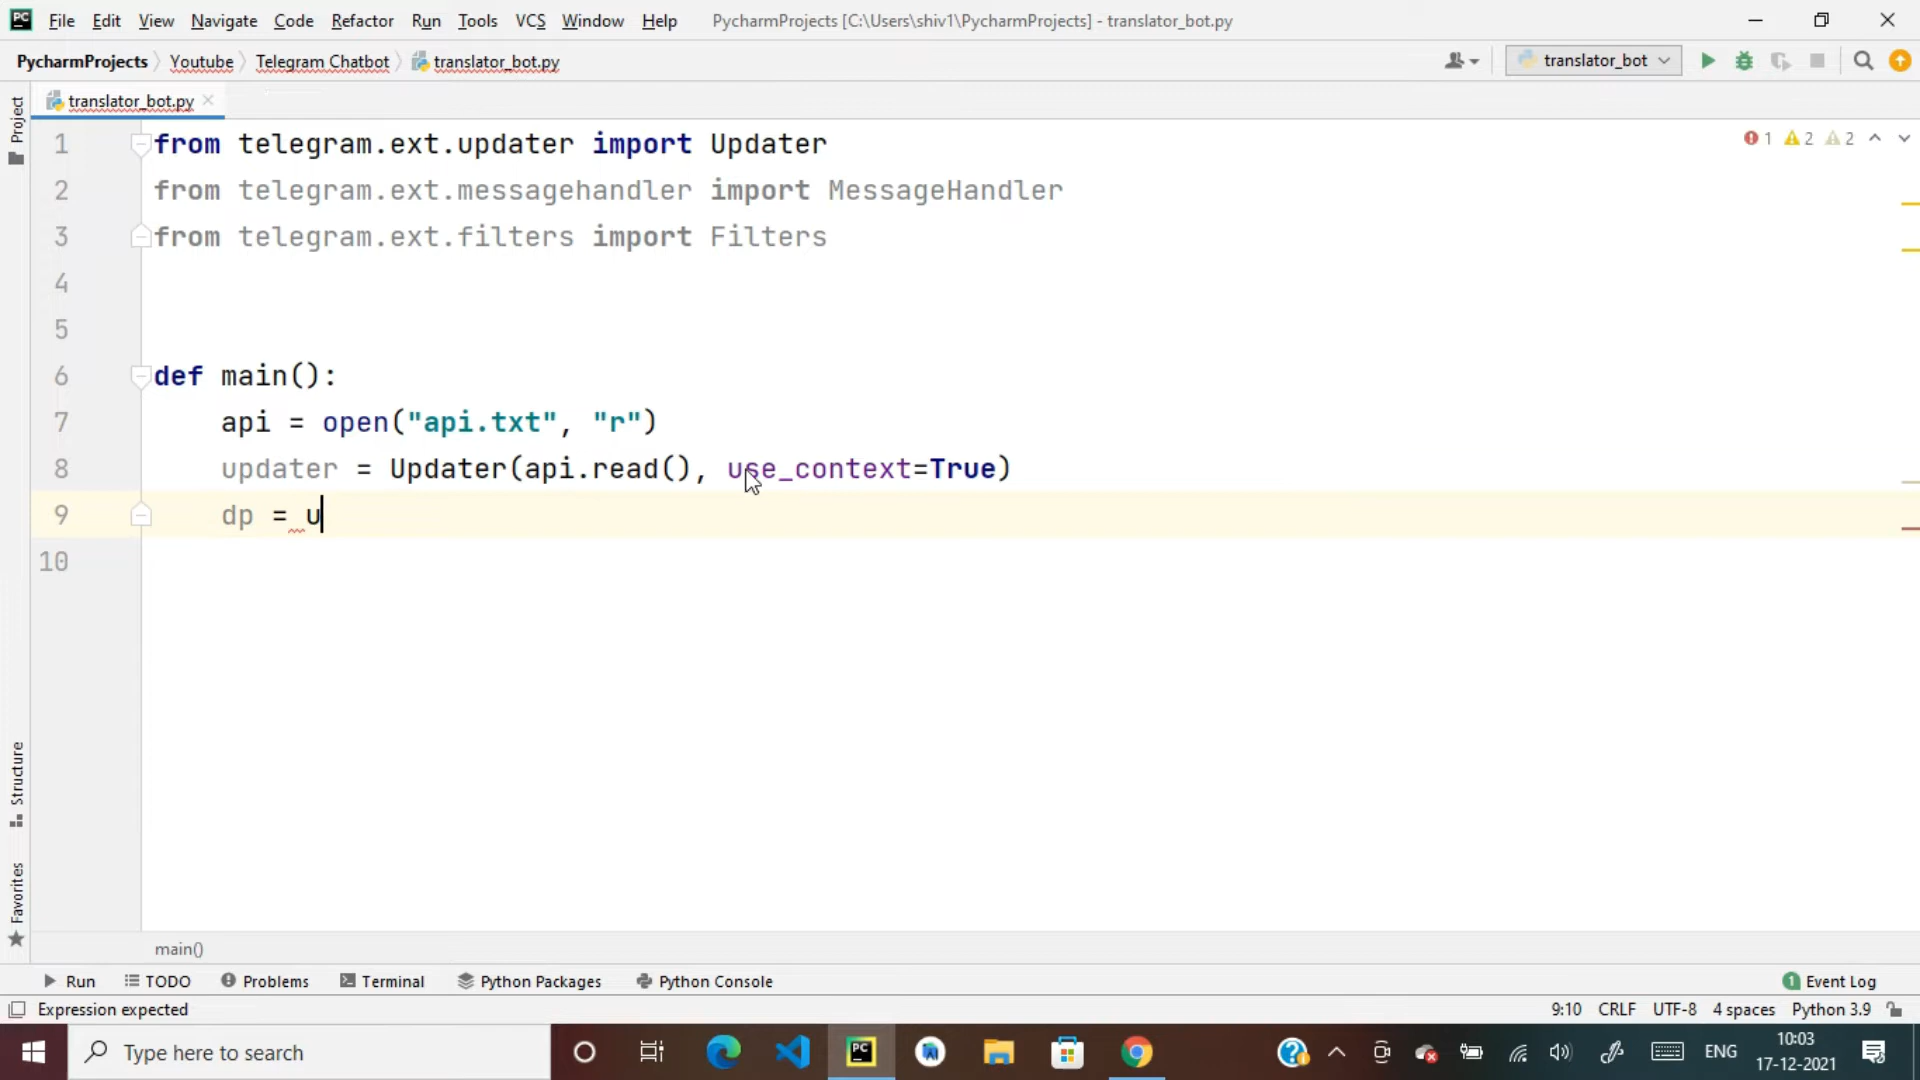 PC File Edit View Navigate Code Refactor Run Tools VCS Window Help PycharmProjects [C:\Users\shiv1\PycharmProjects] - translator_bot.py
PycharmProjects Youtube Telegram Chatbot translator_bot.py translator_bot
translator_bot.py
Project
1 from telegram.ext.updater import Updater
1 2 2
2 from telegram.ext.messagehandler import MessageHandler
3 from telegram.ext.filters import Filters
4
5
6 def main():
7 api = open("api.txt", "r")
8 updater = Updater(api.read(), use_context=True)
9 dp = u
10
Structure
Favorites
main()
Run TODO Problems Terminal Python Packages Python Console 1 Event Log
Expression expected 9:10 CRLF UTF-8 4 spaces Python 3.9
Type here to search PC ENG 10:03
17-12-2021